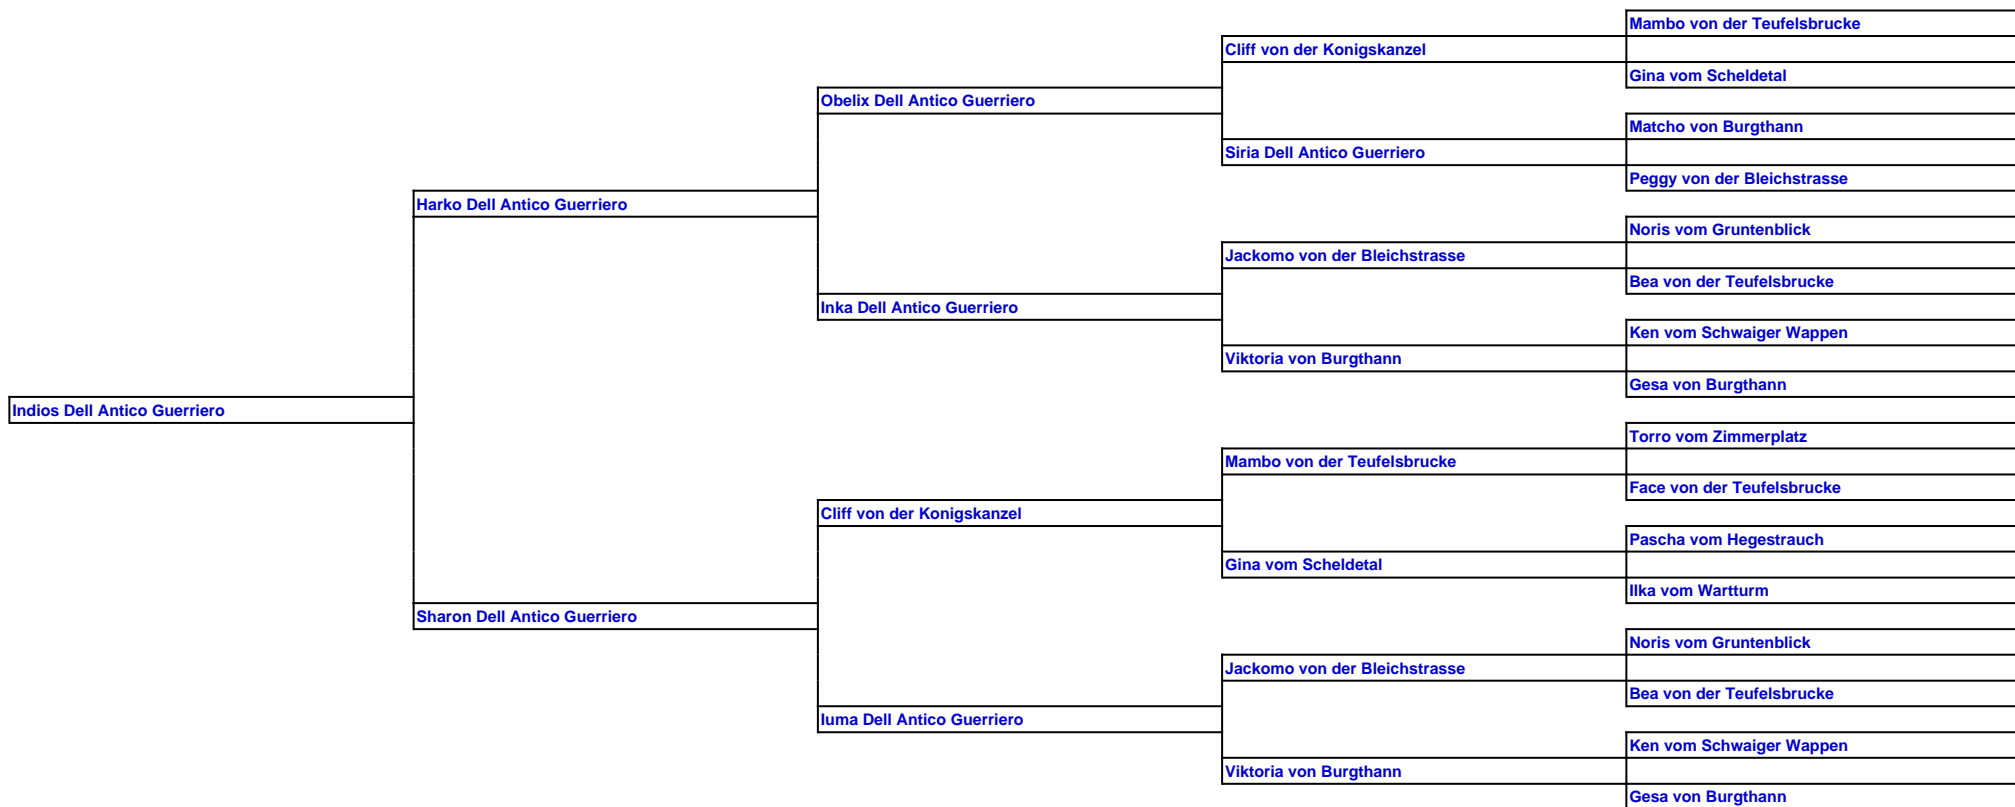 Mambo von der Teufelsbrucke
Cliff von der Konigskanzel
Gina vom Scheldetal
Obelix Dell Antico Guerriero
Matcho von Burgthann
Siria Dell Antico Guerriero
Peggy von der Bleichstrasse
Harko Dell Antico Guerriero
Noris vom Gruntenblick
Jackomo von der Bleichstrasse
Bea von der Teufelsbrucke
Inka Dell Antico Guerriero
Ken vom Schwaiger Wappen
Viktoria von Burgthann
Gesa von Burgthann
Indios Dell Antico Guerriero
Torro vom Zimmerplatz
Mambo von der Teufelsbrucke
Face von der Teufelsbrucke
Cliff von der Konigskanzel
Pascha vom Hegestrauch
Gina vom Scheldetal
Ilka vom Wartturm
Sharon Dell Antico Guerriero
Noris vom Gruntenblick
Jackomo von der Bleichstrasse
Bea von der Teufelsbrucke
Iuma Dell Antico Guerriero
Ken vom Schwaiger Wappen
Viktoria von Burgthann
Gesa von Burgthann